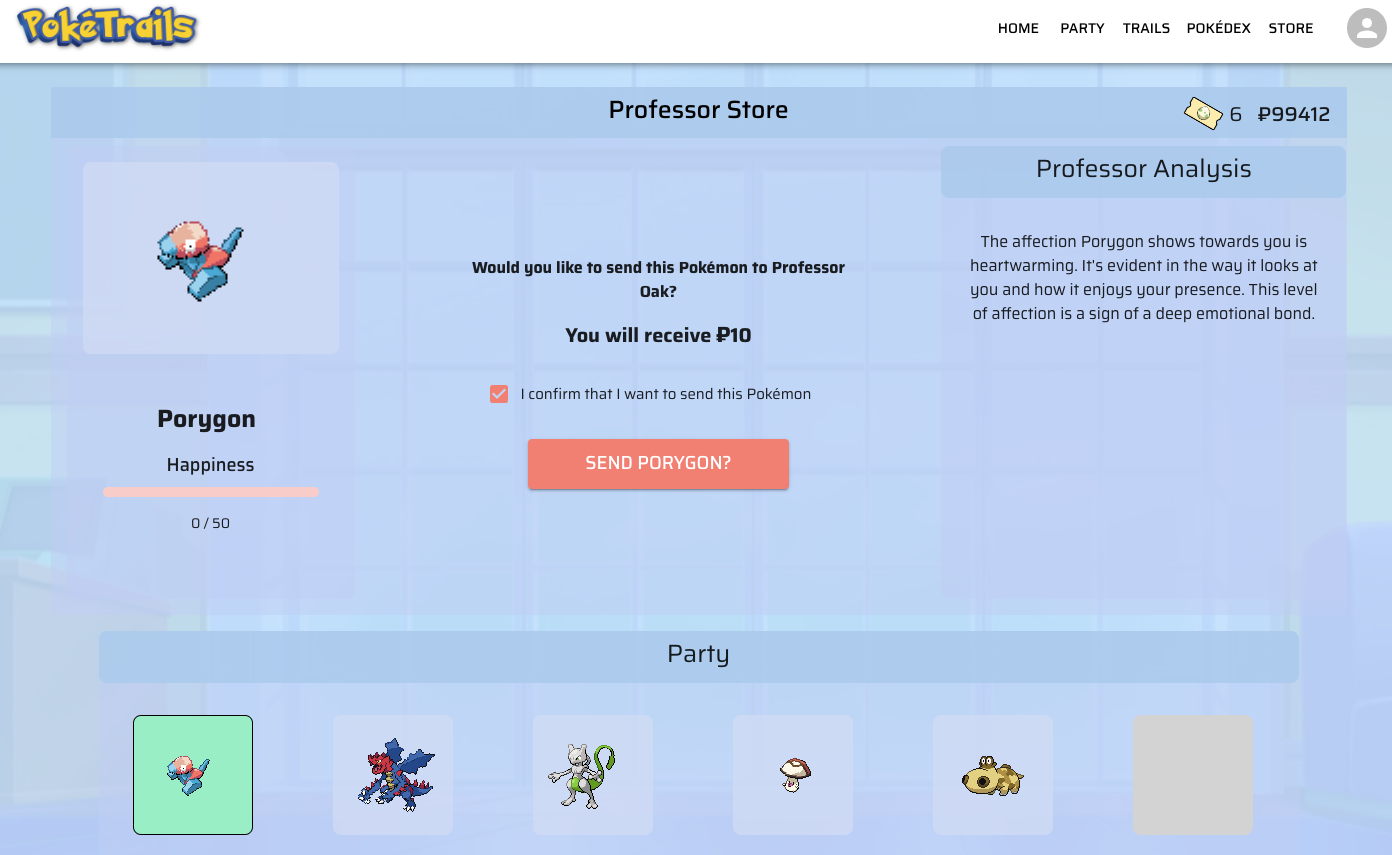 PokéTrails
HOME PARTY TRAILS POKÉDEX STORE
Professor Store
6 ₽99412
Professor Analysis
The affection Porygon shows towards you is
heartwarming. It's evident in the way it looks at
you and how it enjoys your presence. This level
of affection is a sign of a deep emotional bond.
Would you like to send this Pokémon to Professor
Oak?
You will receive ₽10
I confirm that I want to send this Pokémon
SEND PORYGON?
Porygon
Happiness
0 / 50
Party